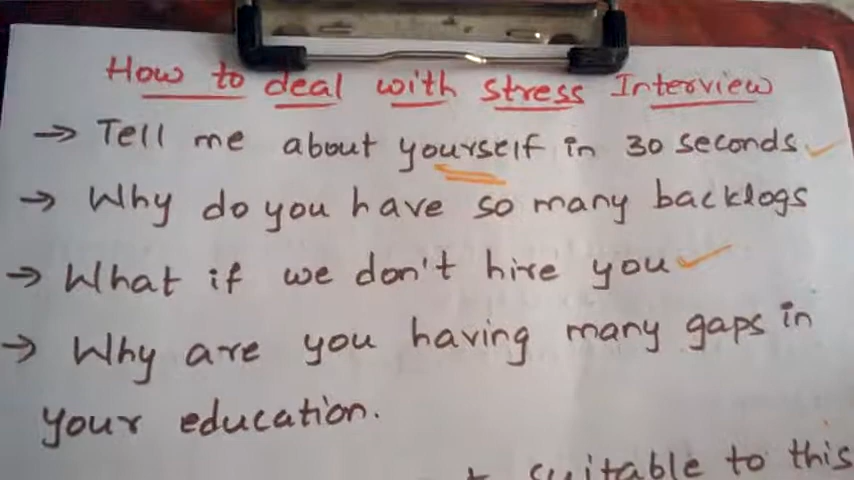 How to deal with stress Interview
→ Tell me about yourself in 30 seconds
→ Why do you have so many backlogs
→ What if we don't hire you
→ Why are you having many gaps in
your education.
suitable to this